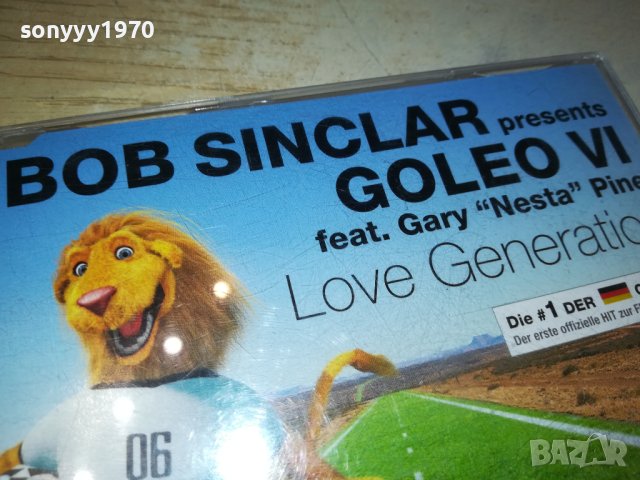 sonyyy1970
BOB SINCLAR presents
GOLEO VI
feat. Gary "Nesta" Pine
Love Generatio
Die #1 DER
Der erste offizielle HIT zur F
06
BAZAR